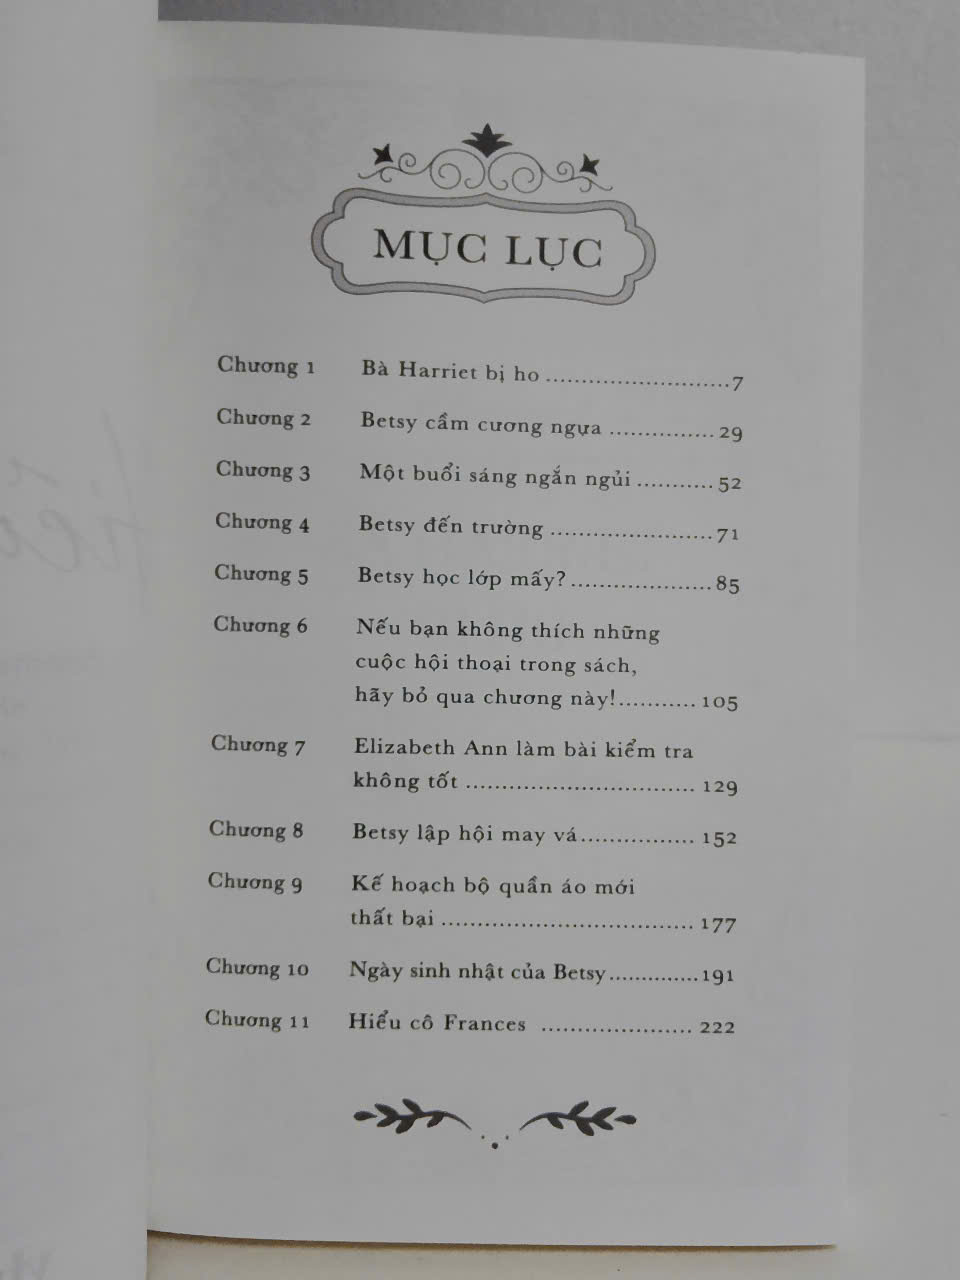 MỤC LỤC
Chương 1 Bà Harriet bị ho ..........................7
Chương 2 Betsy cầm cương ngựa ...............29
Chương 3 Một buổi sáng ngắn ngủi ...........52
Chương 4 Betsy đến trường .......................71
Chương 5 Betsy học lớp mấy?....................85
Chương 6 Nếu bạn không thích những
cuộc hội thoại trong sách,
hãy bỏ qua chương này!........... 105
Chương 7 Elizabeth Ann làm bài kiểm tra
không tốt ................................ 129
Chương 8 Betsy lập hội may vá................ 152
Chương 9 Kế hoạch bộ quần áo mới
thất bại ................................... 177
Chương 10 Ngày sinh nhật của Betsy.............191
Chương 11 Hiểu cô Frances ..................... 222